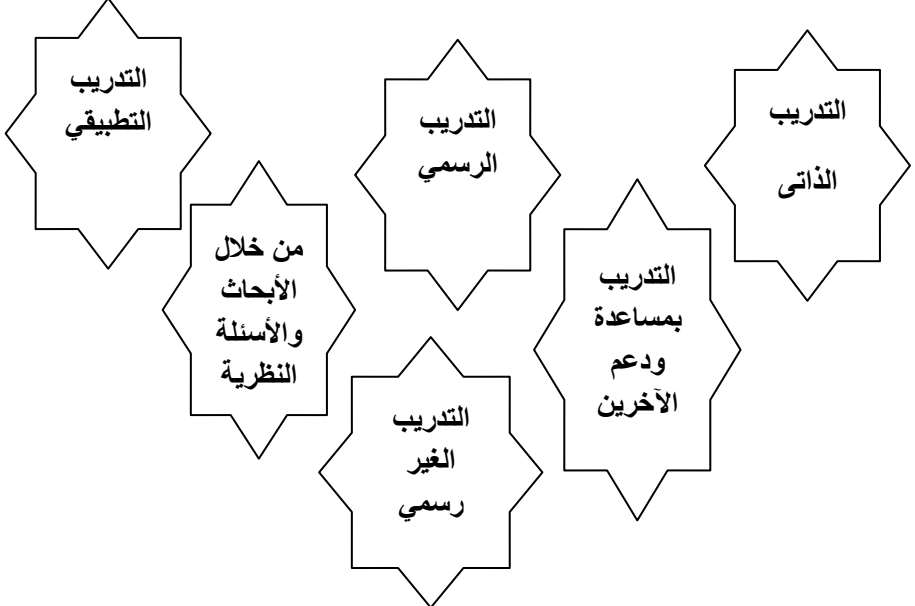 التدريب
الذاتى
التدريب
بمساعدة
ودعم
الآخرين
التدريب
الرسمي
التدريب
الغير
رسمي
من خلال
الأبحاث
والأسئلة
النظرية
التدريب
التطبيقي